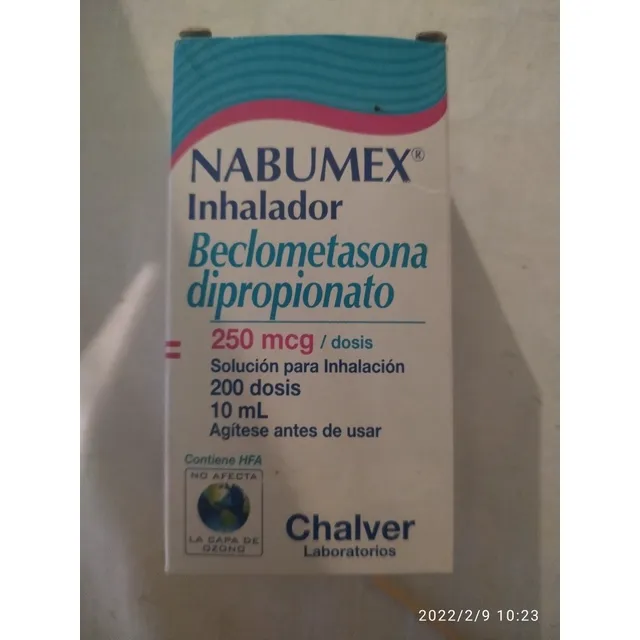 NABUMEX®
Inhalador
Beclometasona
dipropionato
250 mcg / dosis
Solución para Inhalación
200 dosis
10 mL
Agítese antes de usar
Contiene HFA
NO AFECTA
LA CAPA DE
OZONO
Chalver
Laboratorios
2022/2/9 10:23